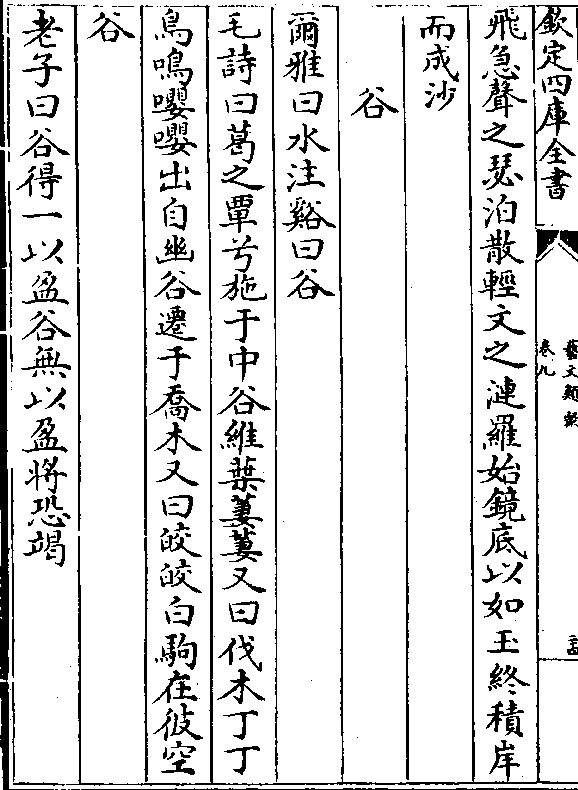 欽定四庫全書
藝文類聚
卷九
飛急聲之瑟泊散輕文之漣羅始鏡底以如玉終積岸
而成沙
谷
爾雅曰水注谿曰谷
毛詩曰葛之覃兮施于中谷維葉萋萋又曰伐木丁丁
鳥鳴嚶嚶出自幽谷遷于喬木又曰皎皎白駒在彼空
谷
老子曰谷得一以盈谷無以盈將恐竭